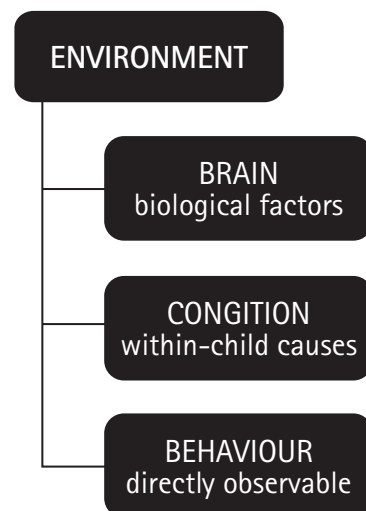 ENVIRONMENT
BRAIN
biological factors
CONGITION
within-child causes
BEHAVIOUR
directly observable